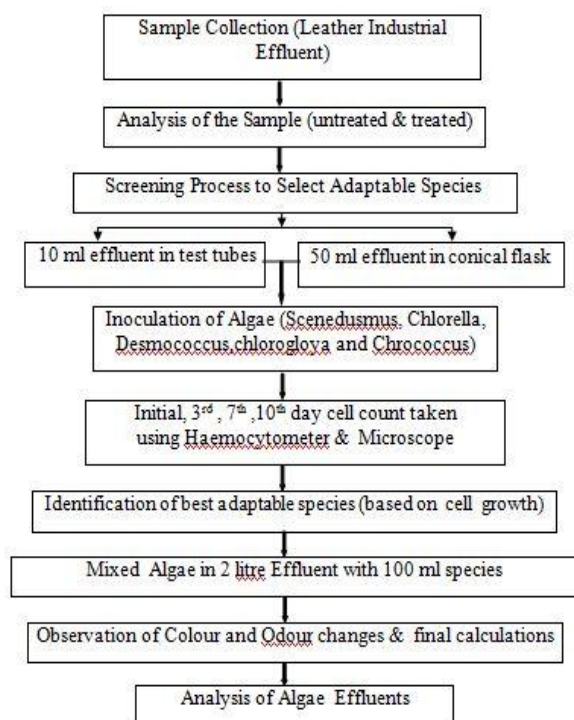 Sample Collection (Leather Industrial
Effluent)
Analysis of the Sample (untreated & treated)
Screening Process to Select Adaptable Species
10 ml effluent in test tubes
50 ml effluent in conical flask
Inoculation of Algae (Scenedusmus, Chlorella,
Desmococcus,chlorogloya and Chrococcus)
Initial, 3rd , 7th ,10th day cell count taken
using Haemocytometer & Microscope
Identification of best adaptable species (based on cell growth)
Mixed Algae in 2 litre Effluent with 100 ml species
Observation of Colour and Odour changes & final calculations
Analysis of Algae Effluents